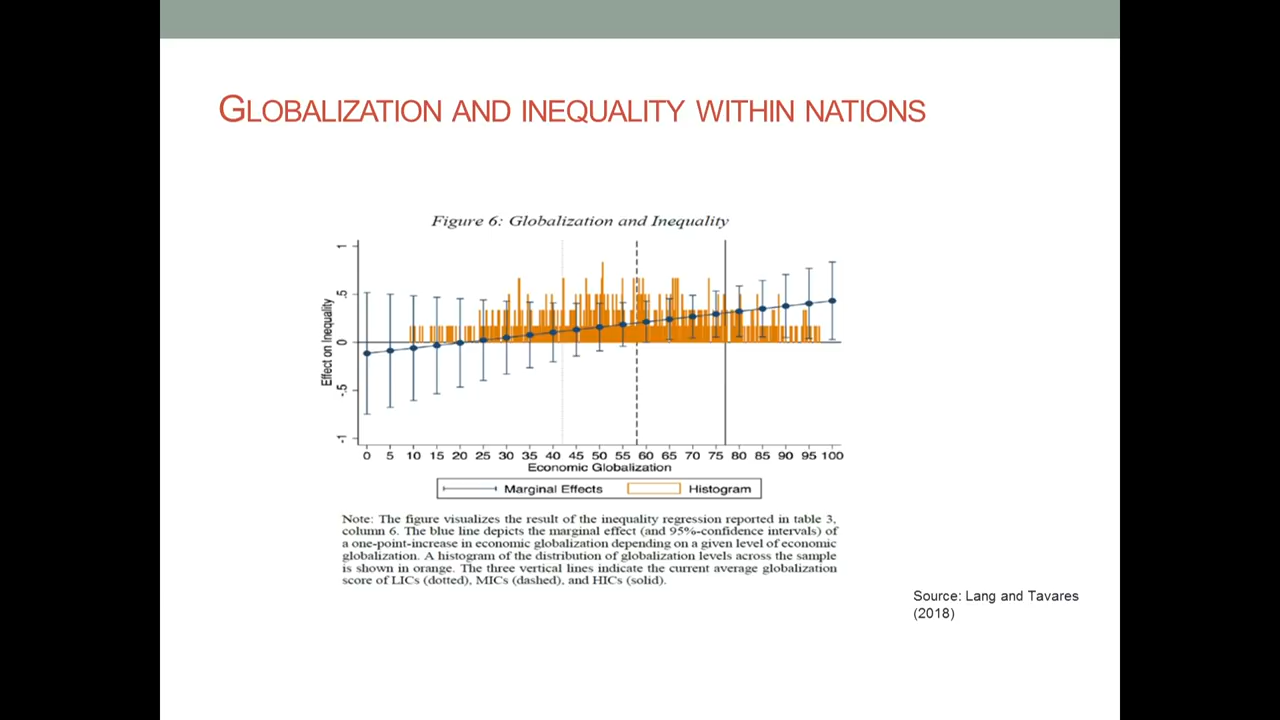 GLOBALIZATION AND INEQUALITY WITHIN NATIONS
Figure 6: Globalization and Inequality
Effect on Inequality
1
.5
0
-.5
-1
0 5 10 15 20 25 30 35 40 45 50 55 60 65 70 75 80 85 90 95 100
Economic Globalization
Marginal Effects Histogram
Note: The figure visualizes the result of the inequality regression reported in table 3,
column 6. The blue line depicts the marginal effect (and 95%-confidence intervals) of
a one-point-increase in economic globalization depending on a given level of economic
globalization. A histogram of the distribution of globalization levels across the sample
is shown in orange. The three vertical lines indicate the current average globalization
score of LICs (dotted), MICs (dashed), and HICs (solid).
Source: Lang and Tavares
(2018)